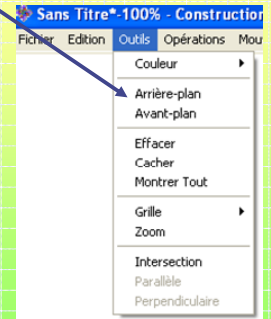 Sans Titre*-100% - Construction
Fichier Edition Outils Opérations Mou
Couleur
Arrière-plan
Avant-plan
Effacer
Cacher
Montrer Tout
Grille
Zoom
Intersection
Parallèle
Perpendiculaire